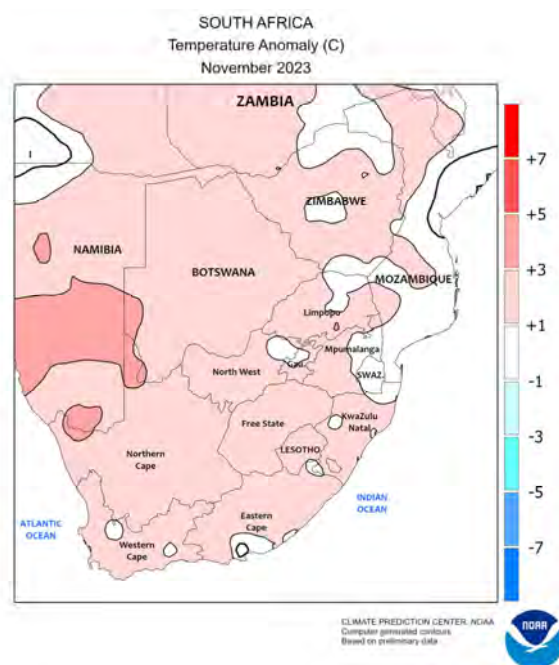 SOUTH AFRICA
Temperature Anomaly (C)
November 2023
ZAMBIA
ZIMBABWE
NAMIBIA
BOTSWANA
MOZAMBIQUE
Limpopo
North West
Gau.
Mpumalanga
SWAZ.
Free State
KwaZulu
Natal
LESOTHO
Northern
Cape
Eastern
Cape
Western
Cape
ATLANTIC
OCEAN
INDIAN
OCEAN
+7
+5
+3
+1
-1
-3
-5
-7
CLIMATE PREDICTION CENTER, NOAA
Computer generated contours
Based on preliminary data
NOAA